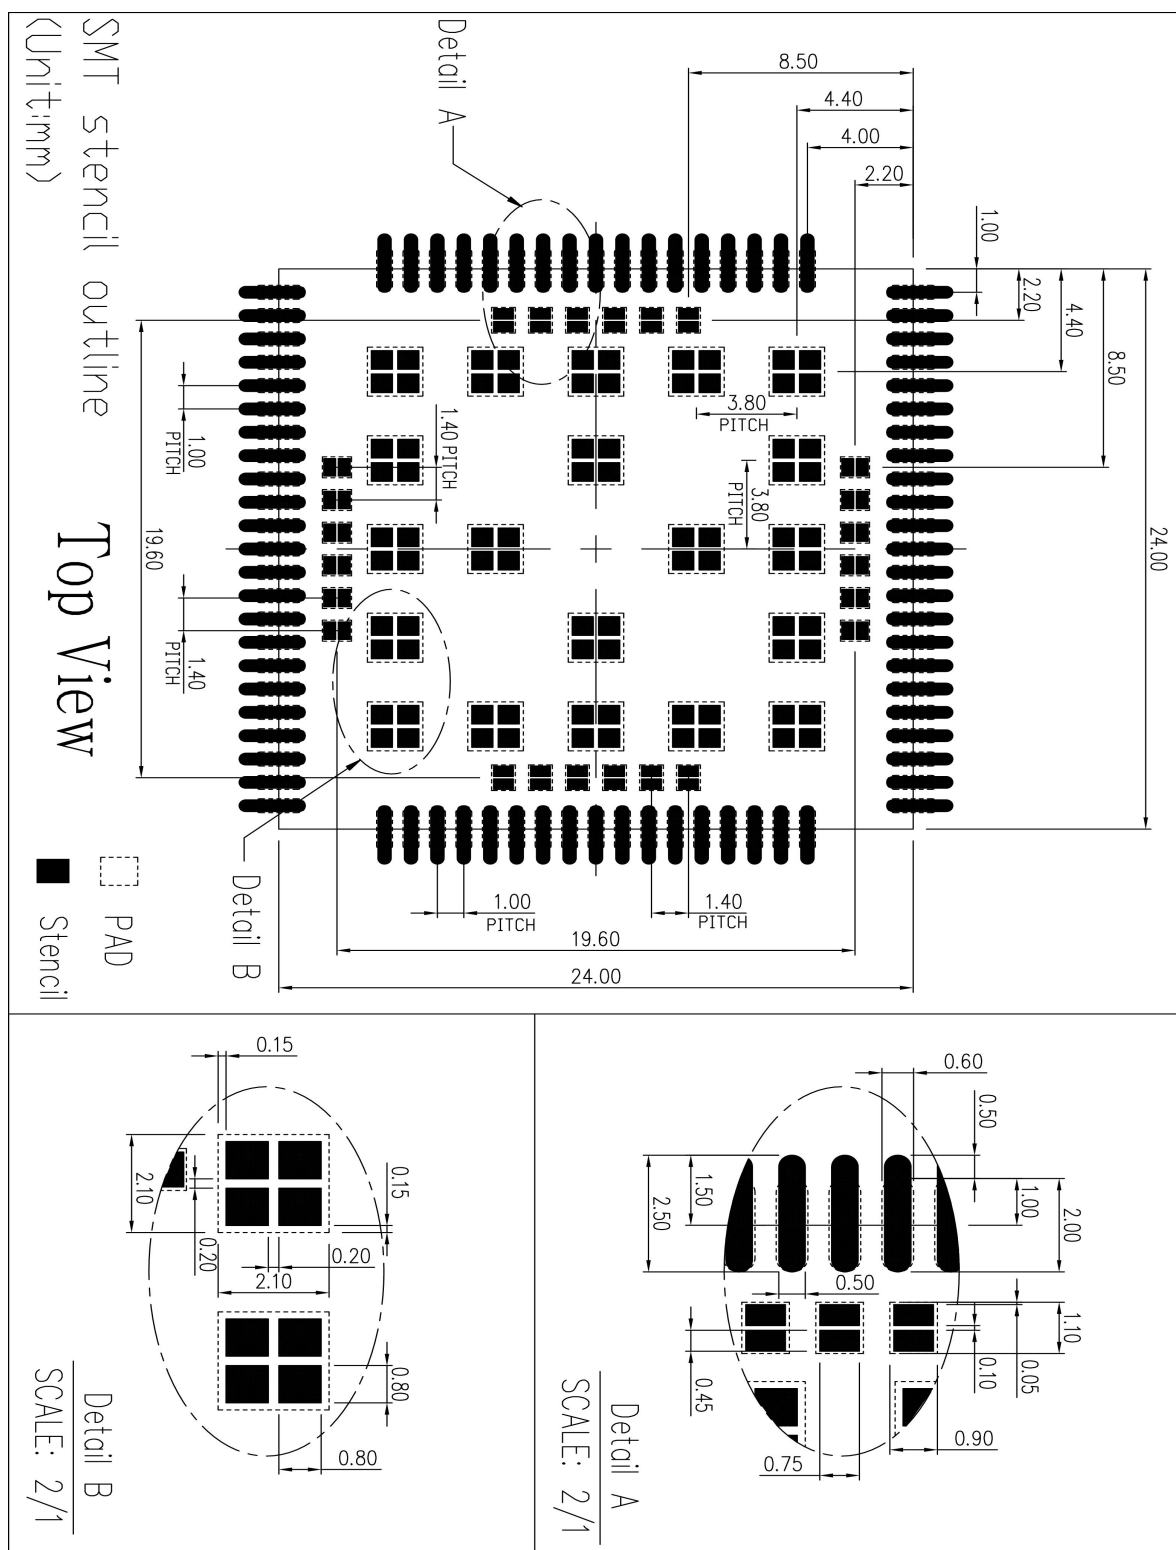 SMT stencil outline
(Unit:mm)
Detail A
8.50
4.40
4.00
2.20
1.00
2.20
4.40
8.50
24.00
3.80
PITCH
3.80
PITCH
1.40 PITCH
1.00
PITCH
19.60
1.40
PITCH
Top View
Detail B
PAD
Stencil
1.00
PITCH
1.40
PITCH
19.60
24.00
0.15
2.10
0.20
0.15
0.20
2.10
0.80
0.80
Detail B
SCALE: 2/1
0.60
0.50
1.00
2.00
1.50
2.50
0.50
1.10
0.05
0.10
0.45
0.90
0.75
Detail A
SCALE: 2/1